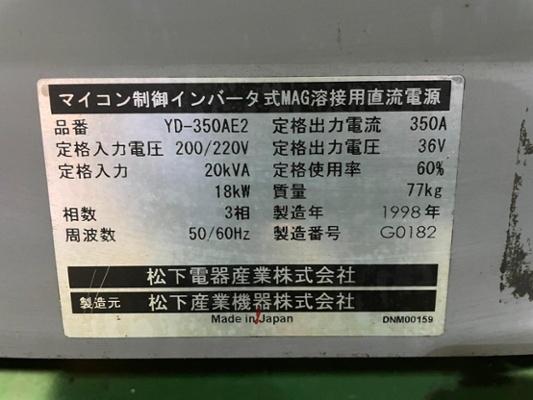 マイコン制御インバータ式MAG溶接用直流電源
品番 YD-350AE2 定格出力電流 350A
定格入力電圧 200/220V 定格出力電圧 36V
定格入力 20kVA 定格使用率 60%
18kW 質量 77kg
相数 3相 製造年 1998年
周波数 50/60Hz 製造番号 G0182
松下電器産業株式会社
製造元 松下産業機器株式会社
Made in Japan DNM00159